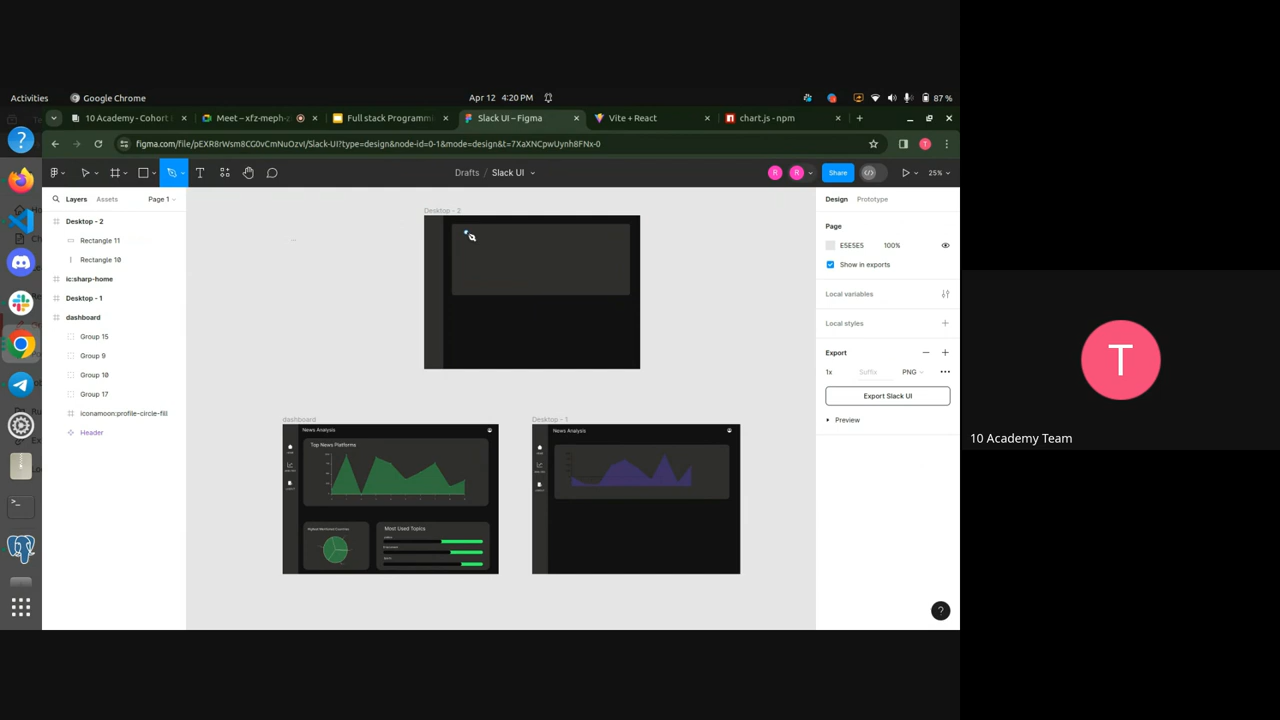 Activities
Google Chrome
Apr 12 4:20 PM
87 %
10 Academy - Cohort
Meet – xfz-meph-z
Full stack Programmi
Slack UI – Figma
Vite + React
chart.js - npm
figma.com/file/pEXR8rWsm8CG0vCmNuOzvI/Slack-UI?type=design&node-id=0-1&mode=design&t=7XaXNCpwUynh8FNx-0
Drafts / Slack UI
R
R
Share
25%
Layers
Assets
Page 1
Desktop - 2
Rectangle 11
Rectangle 10
ic:sharp-home
Desktop - 1
dashboard
Group 15
Group 9
Group 10
Group 17
iconamoon:profile-circle-fill
Header
Desktop - 2
dashboard
News Analysis
Top News Platforms
Most Used Topics
Desktop - 1
News Analysis
Design
Prototype
Page
E5E5E5
100%
Show in exports
Local variables
Local styles
Export
1x
Suffix
PNG
Export Slack UI
Preview
?
T
10 Academy Team